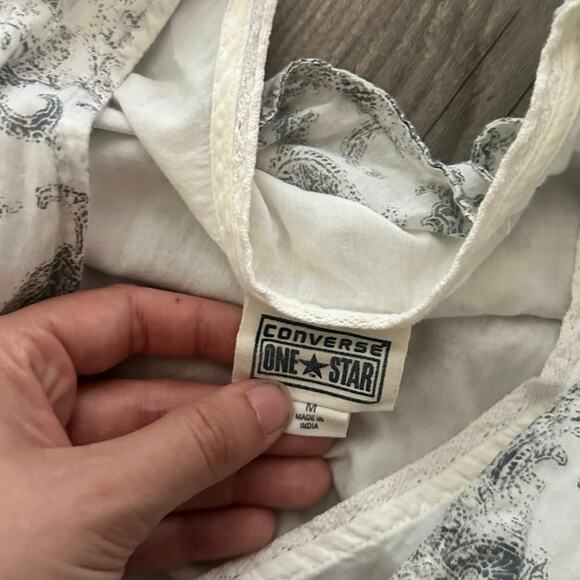 CONVERSE
ONE ★ STAR
M
MADE IN
INDIA